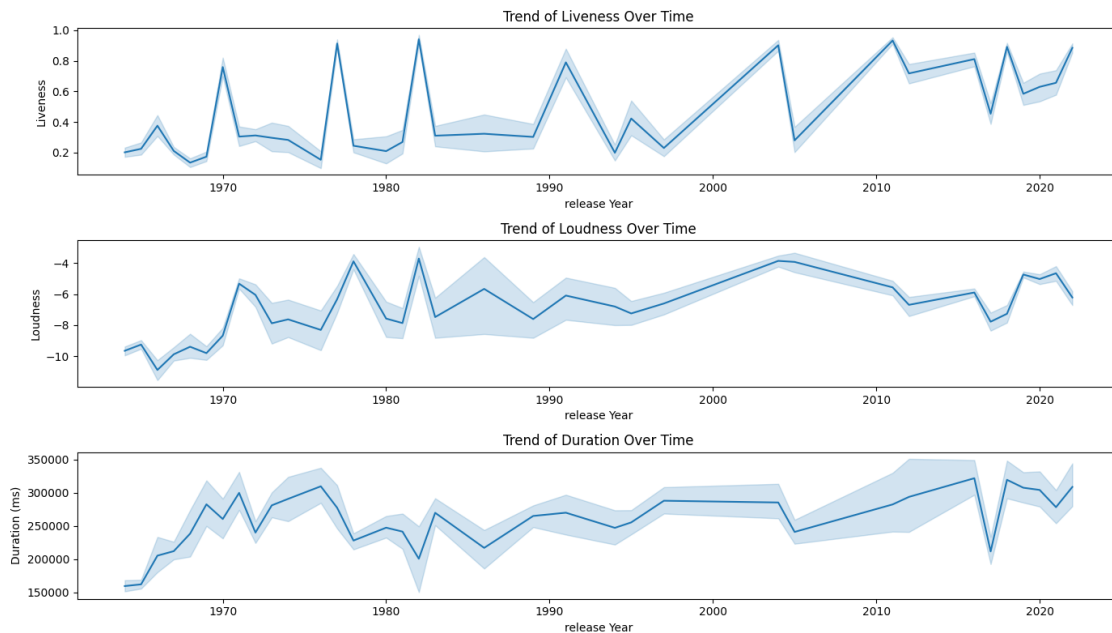 Trend of Liveness Over Time
1.0
0.8
0.6
0.4
0.2
Liveness
1970 1980 1990 2000 2010 2020
release Year
Trend of Loudness Over Time
−4
−6
−8
−10
Loudness
1970 1980 1990 2000 2010 2020
release Year
Trend of Duration Over Time
350000
300000
250000
200000
150000
Duration (ms)
1970 1980 1990 2000 2010 2020
release Year